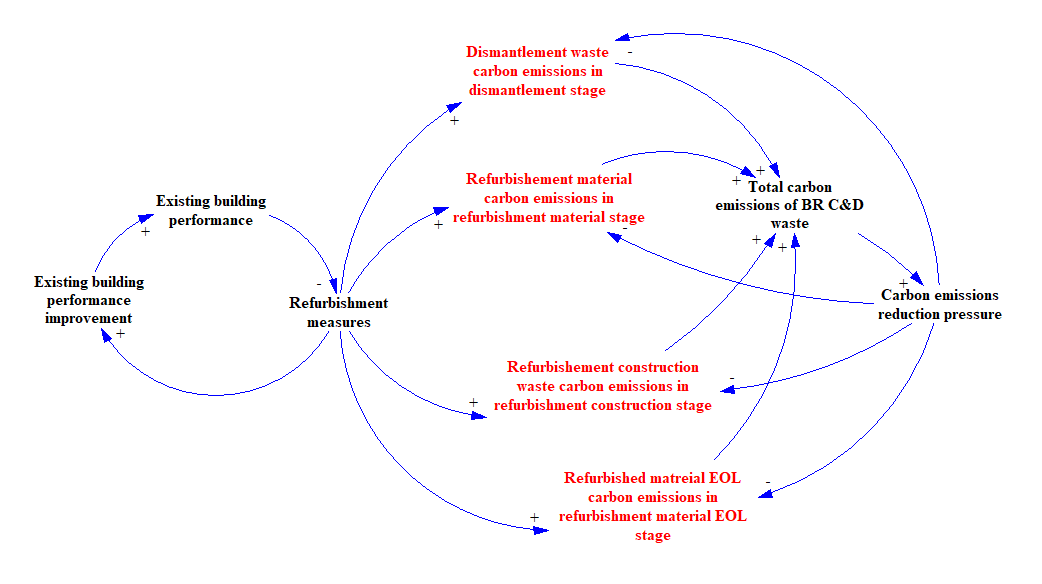 Dismantlement waste
carbon emissions in
dismantlement stage
-
+
Refurbishement material
carbon emissions in
refurbishment material stage
+
-
+
+
Total carbon
emissions of BR C&D
waste
+
+
Existing building
performance
+
-
Existing building
performance
improvement
+
Refurbishment
measures
+
Carbon emissions
reduction pressure
Refurbishement construction
waste carbon emissions in
refurbishment construction stage
+
-
Refurbished matreial EOL
carbon emissions in
refurbishment material EOL
stage
+
-